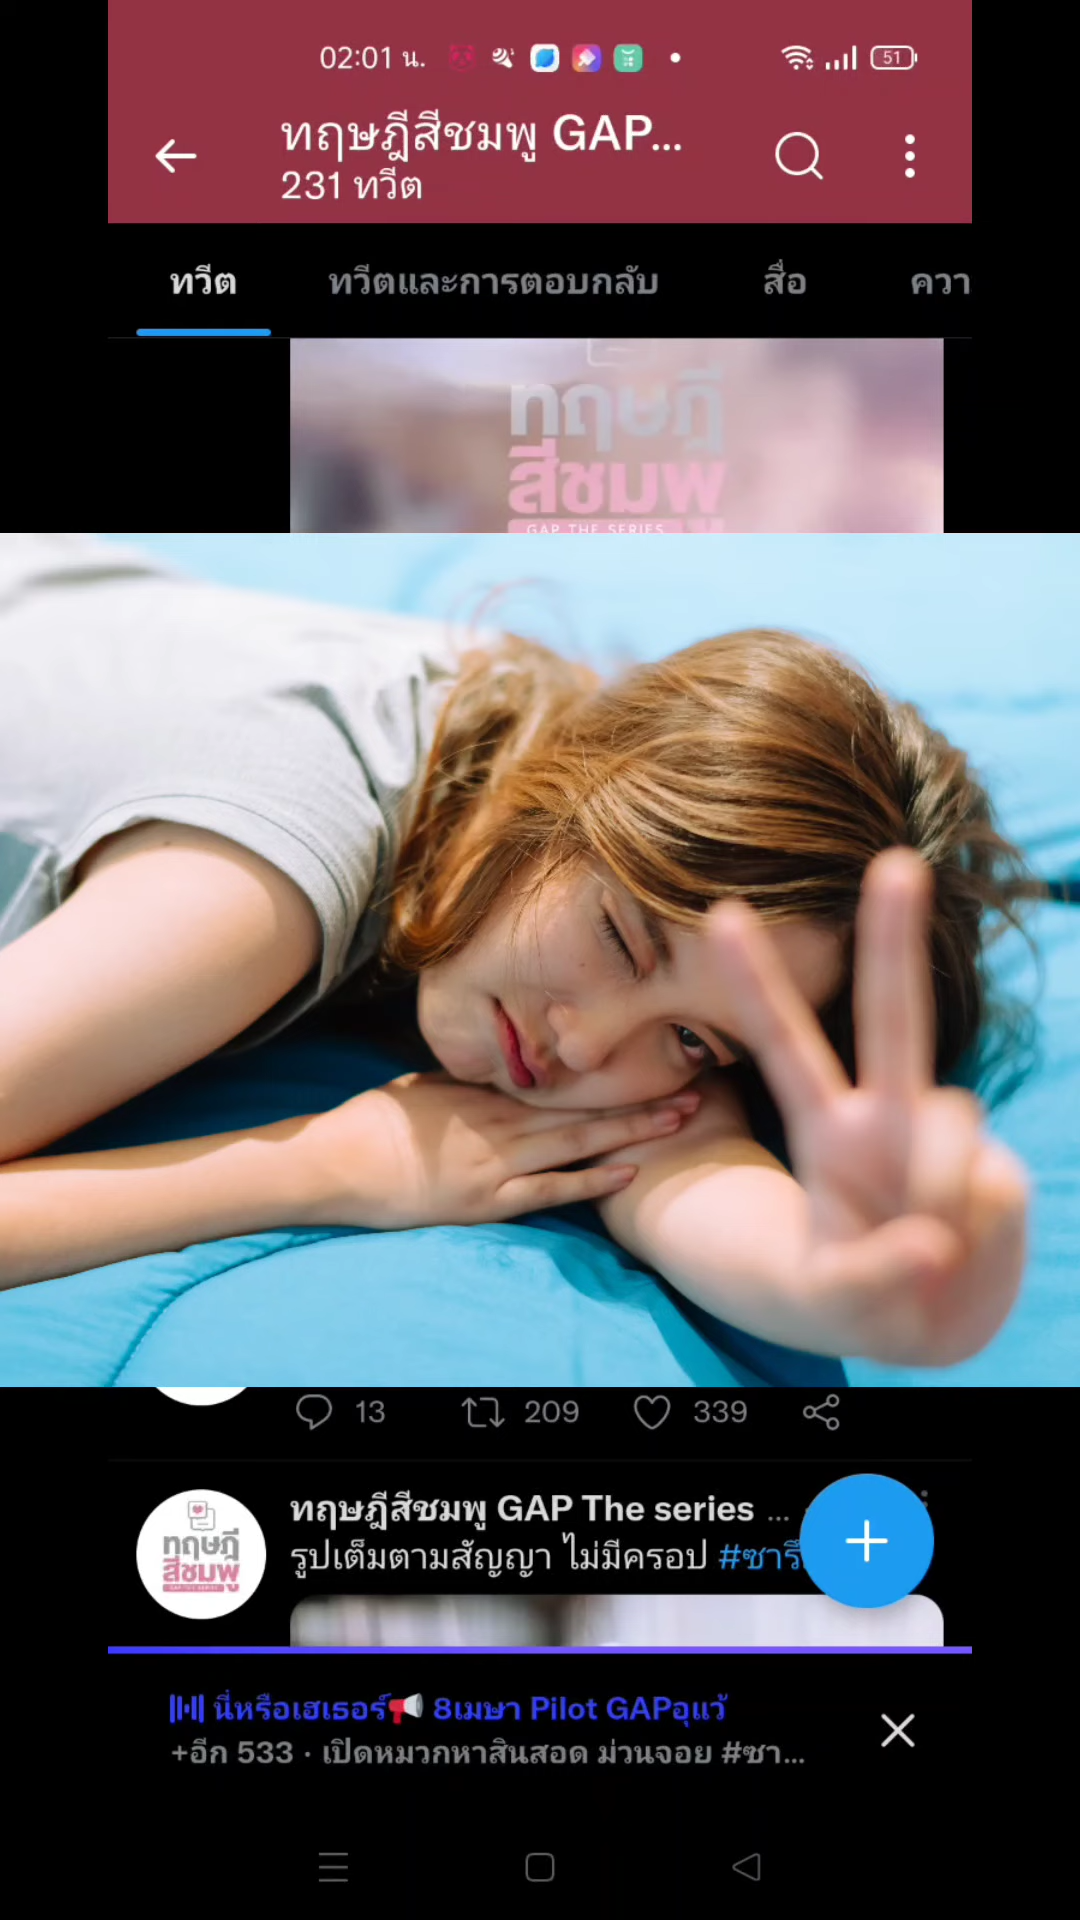 02:01 น.
51
ทฤษฎีสีชมพู GAP...
231 ทวีต
ทวีต
ทวีตและการตอบกลับ
สื่อ
ควา
ทฤษฎี
สีชมพู
GAP THE SERIES
13
209
339
ทฤษฎีสีชมพู GAP The series ...
รูปเต็มตามสัญญา ไม่มีครอป #ซารี
ทฤษฎี
สีชมพู
GAP THE SERIES
นี่หรือเฮเธอร์📢 8เมษา Pilot GAPอุแว้
+อีก 533 · เปิดหมวกหาสินสอด ม่วนจอย #ซา...